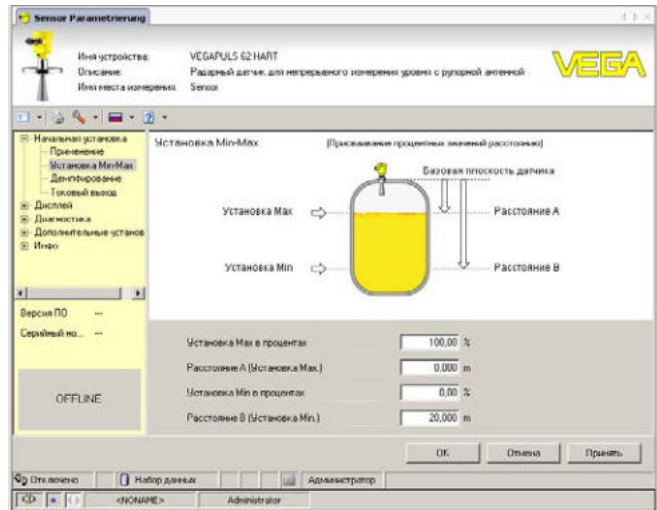 Sensor Parametrierung
Имя устройства: VEGAPULS 62 HART
Описание: Радарный датчик для непрерывного измерения уровня с рупорной антенной
Имя места измерения: Sensor
VEGA
Начальная установка
Применение
Установка Min-Max
Демпфирование
Токовый выход
Дисплей
Диагностика
Дополнительные установ
Инфо
Установка Min-Max (Присваивание процентных значений расстоянию)
Базовая плоскость датчика
Установка Max
Расстояние A
Установка Min
Расстояние B
Версия ПО ---
Серийный но... ---
OFFLINE
Установка Max в процентах 100,00 %
Расстояние A (Установка Max.) 0,000 m
Установка Min в процентах 0,00 %
Расстояние B (Установка Min.) 20,000 m
OK Отмена Принять
Отключено Набор данных Администратор
<NONAME> Administrator